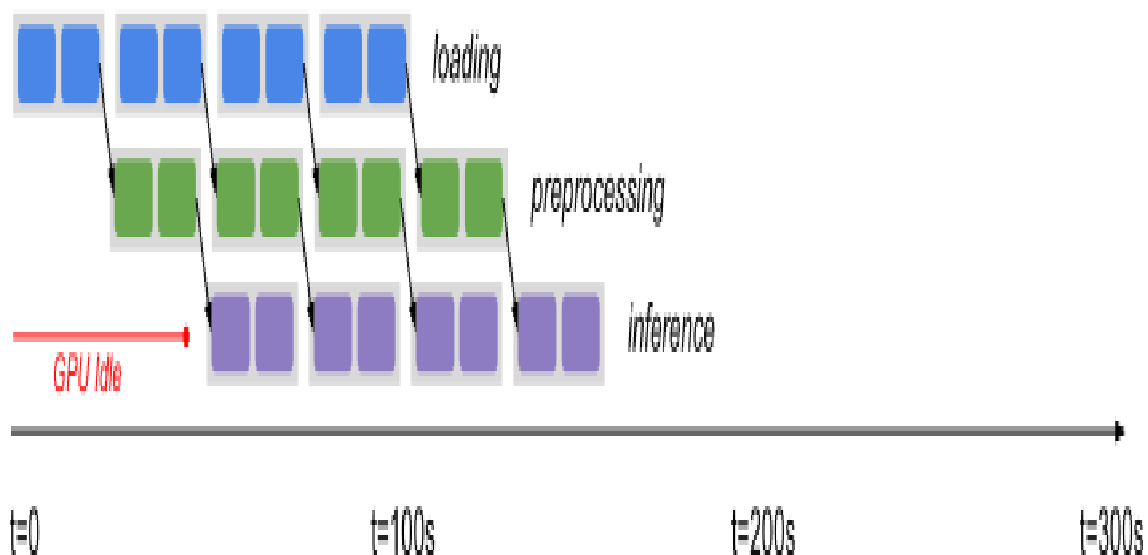 loading
preprocessing
inference
GPU Idle
t=0 t=100s t=200s t=300s